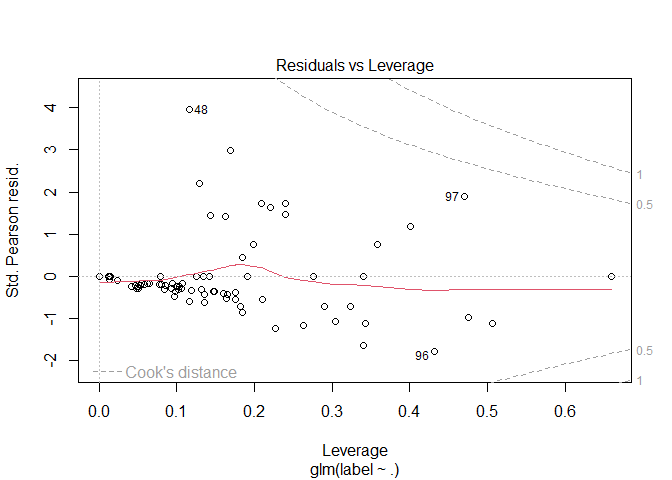 Residuals vs Leverage
Std. Pearson resid.
4
3
2
1
0
-1
-2
48
97
96
1
0.5
0.5
1
Cook's distance
0.0 0.1 0.2 0.3 0.4 0.5 0.6
Leverage
glm(label ~ .)